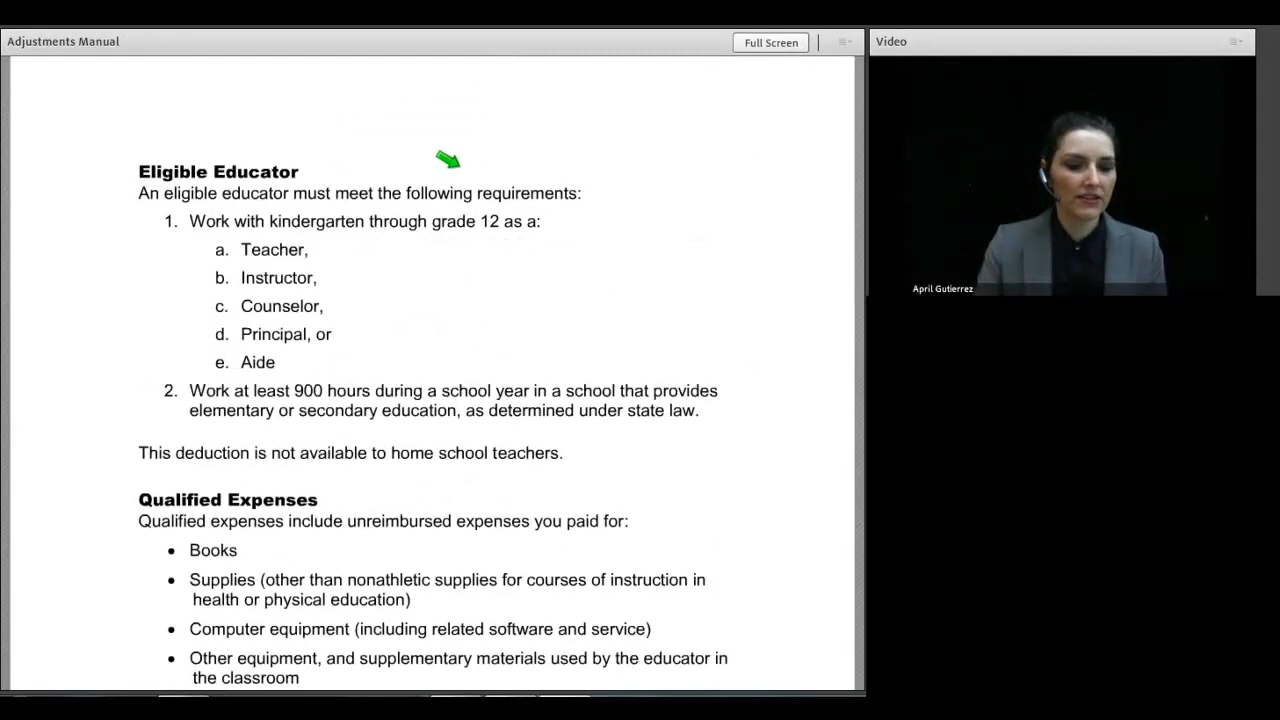 Adjustments Manual
Full Screen
Video
Eligible Educator
An eligible educator must meet the following requirements:
1. Work with kindergarten through grade 12 as a:
a. Teacher,
b. Instructor,
c. Counselor,
d. Principal, or
e. Aide
2. Work at least 900 hours during a school year in a school that provides
elementary or secondary education, as determined under state law.
This deduction is not available to home school teachers.
Qualified Expenses
Qualified expenses include unreimbursed expenses you paid for:
• Books
• Supplies (other than nonathletic supplies for courses of instruction in
health or physical education)
• Computer equipment (including related software and service)
• Other equipment, and supplementary materials used by the educator in
the classroom
April Gutierrez